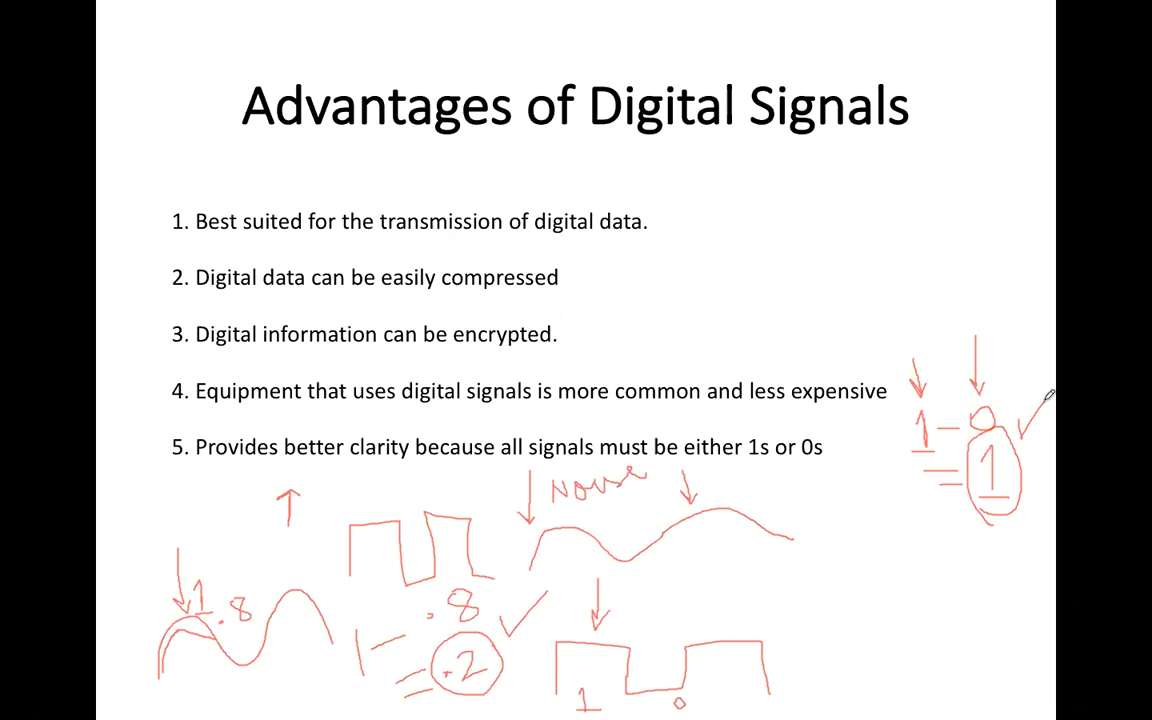 Advantages of Digital Signals
1. Best suited for the transmission of digital data.
2. Digital data can be easily compressed
3. Digital information can be encrypted.
4. Equipment that uses digital signals is more common and less expensive
5. Provides better clarity because all signals must be either 1s or 0s
1 - 0
= 1
Noise
1 .8
1 - .8
= .2
1 0